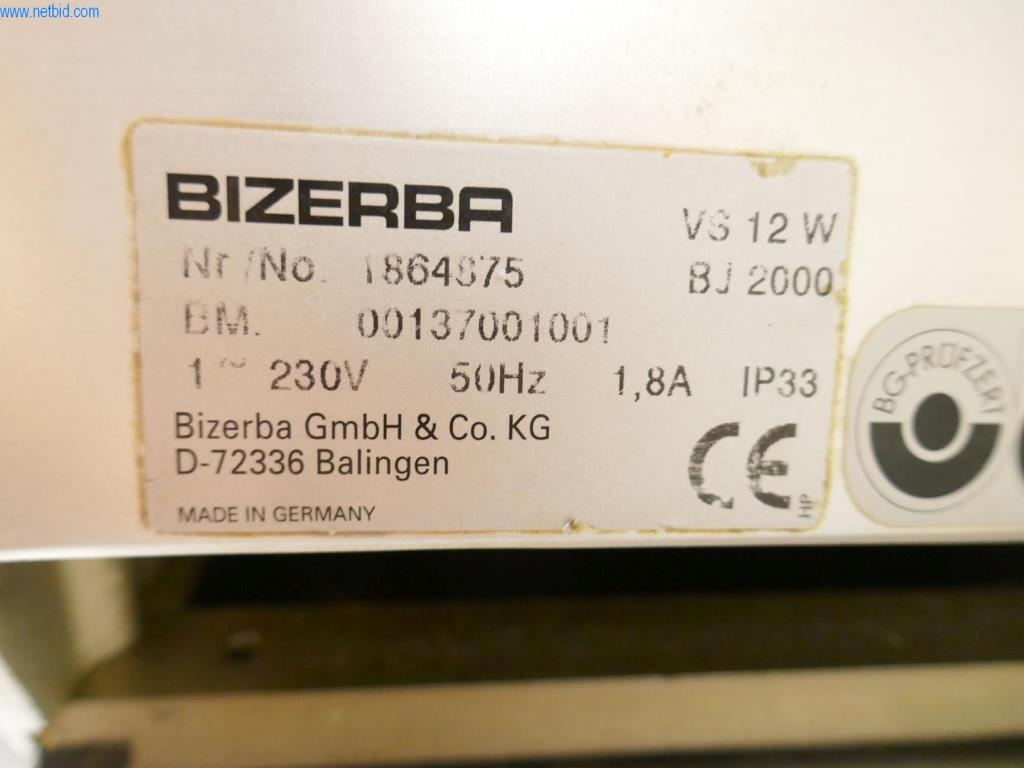 www.netbid.com
BIZERBA
VS 12 W
Nr/No. 1864875
BJ 2000
BM. 00137001001
1 ~ 230V 50Hz 1,8A IP33
Bizerba GmbH & Co. KG
D-72336 Balingen
CE
HP
MADE IN GERMANY
BG-PRÜFZERT